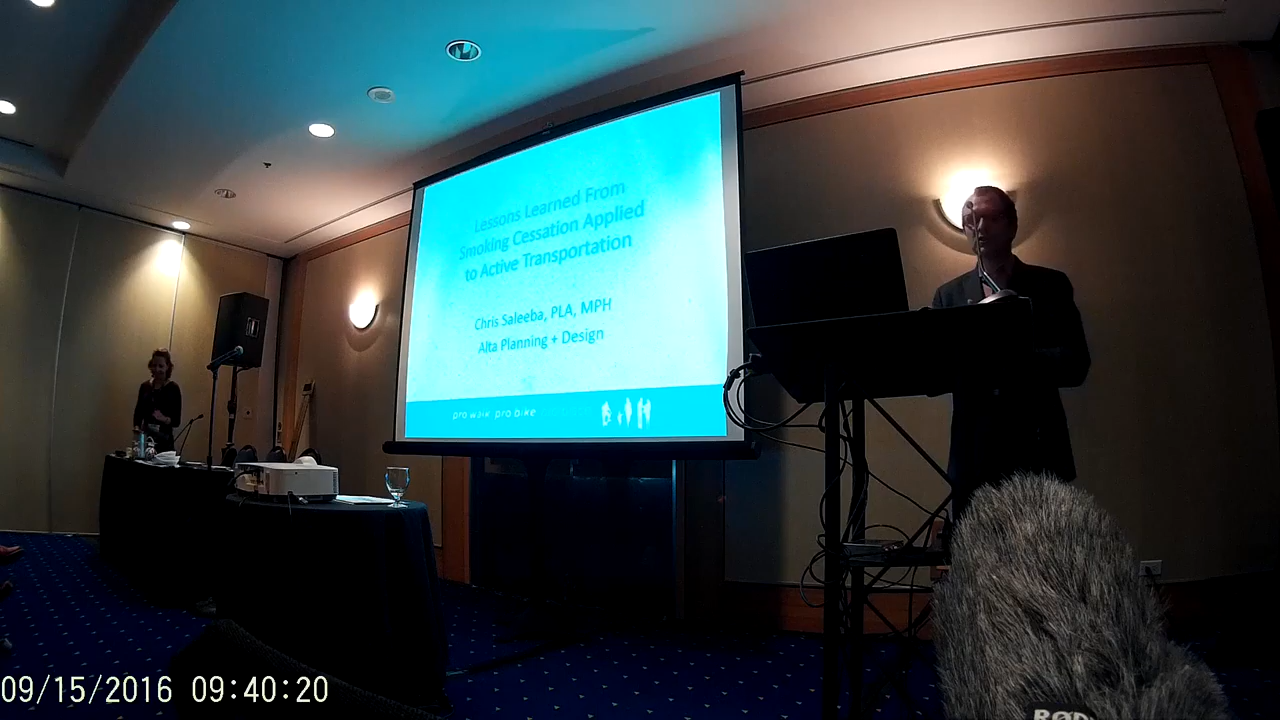 Lessons Learned From
Smoking Cessation Applied
to Active Transportation
Chris Saleeba, PLA, MPH
Alta Planning + Design
pro walk pro bike
RØD
09/15/2016 09:40:20